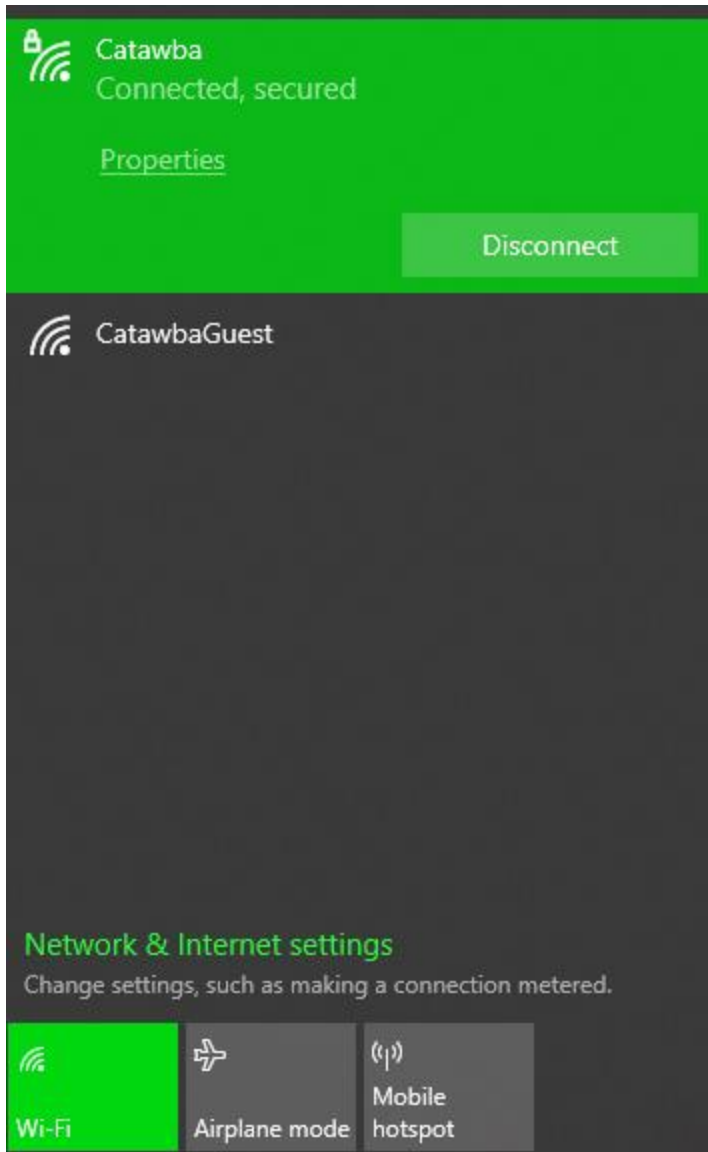 Catawba
Connected, secured
Properties
Disconnect
CatawbaGuest
Network & Internet settings
Change settings, such as making a connection metered.
Wi-Fi
Airplane mode
Mobile
hotspot